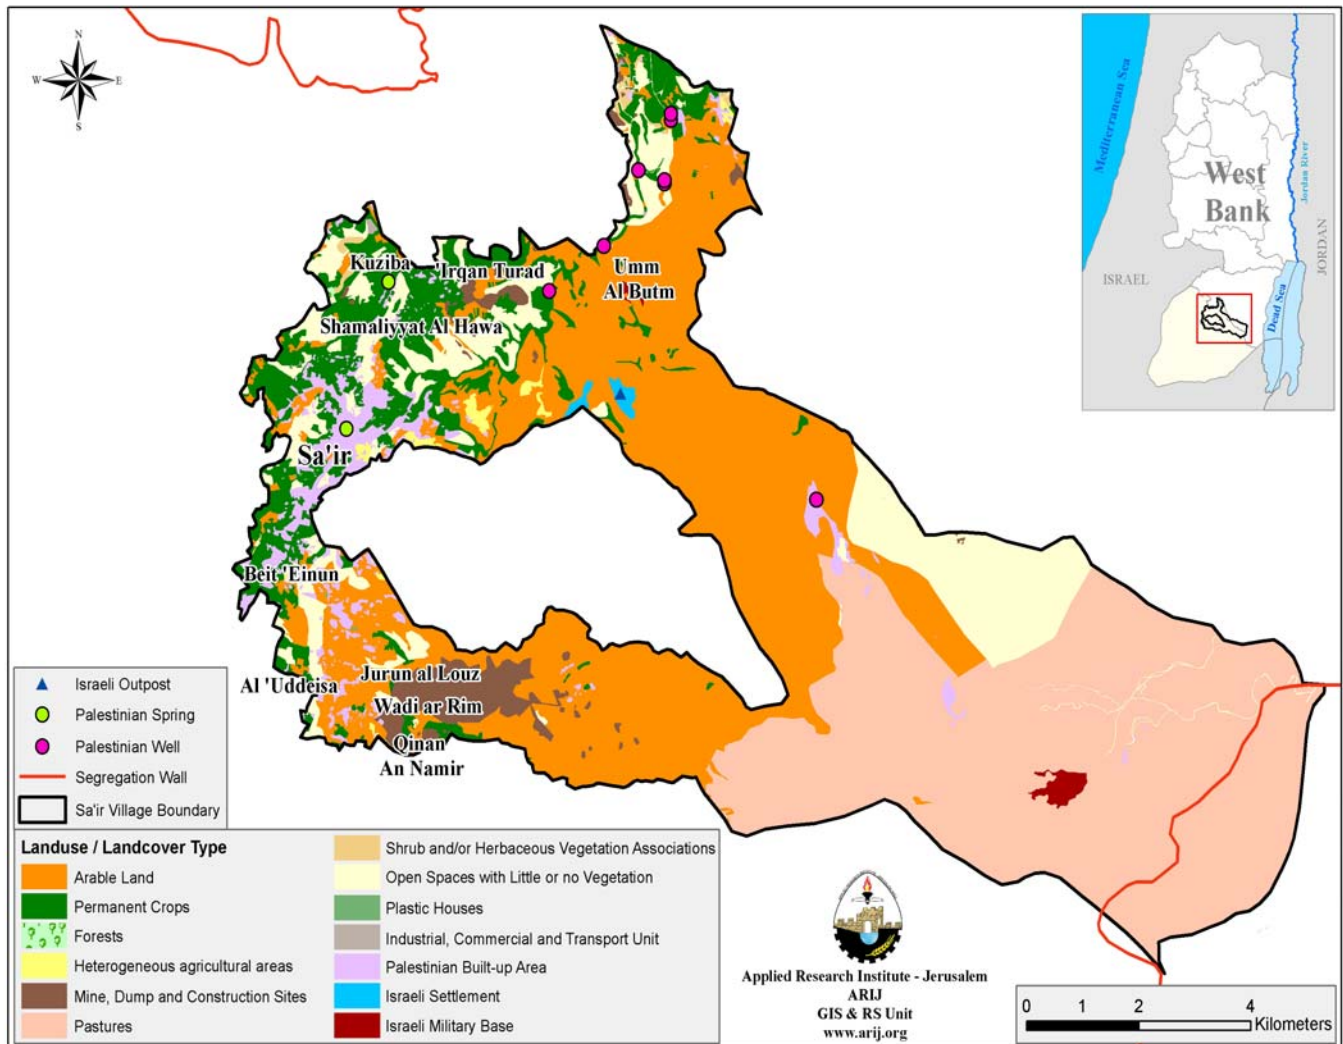 N
W
E
S
Mediterranean Sea
West
Bank
Jordan River
JORDAN
ISRAEL
Dead Sea
Kuziba
'Irqan Turad
Umm
Al Butm
Shamaliyyat Al Hawa
Sa'ir
Beit 'Einun
Al 'Uddeisa
Jurun al Louz
Wadi ar Rim
Qinan
An Namir
Israeli Outpost
Palestinian Spring
Palestinian Well
Segregation Wall
Sa'ir Village Boundary
Landuse / Landcover Type
Arable Land
Permanent Crops
Forests
Heterogeneous agricultural areas
Mine, Dump and Construction Sites
Pastures
Shrub and/or Herbaceous Vegetation Associations
Open Spaces with Little or no Vegetation
Plastic Houses
Industrial, Commercial and Transport Unit
Palestinian Built-up Area
Israeli Settlement
Israeli Military Base
Applied Research Institute - Jerusalem
ARIJ
GIS & RS Unit
www.arij.org
0 1 2 4
Kilometers